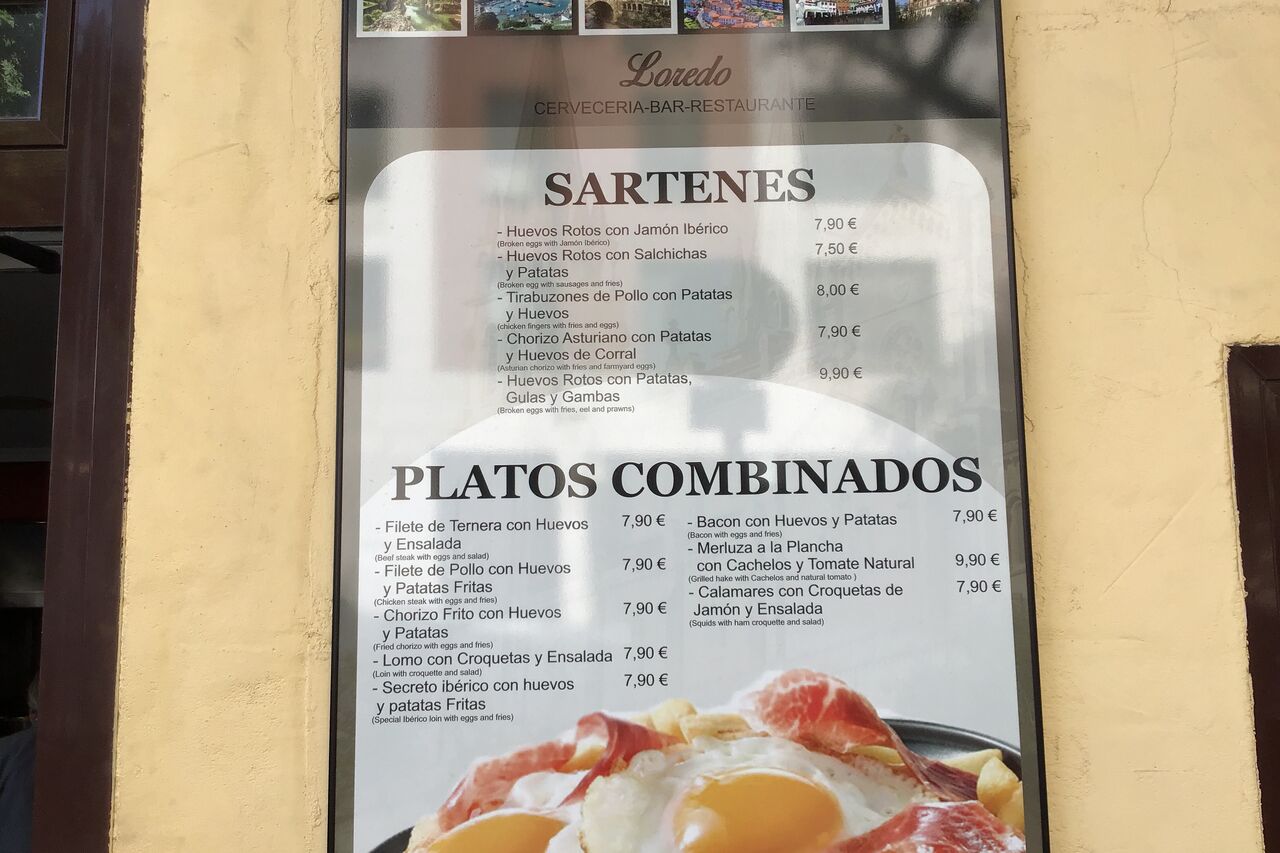 Loredo
CERVECERIA-BAR-RESTAURANTE
SARTENES
- Huevos Rotos con Jamón Ibérico 7,90 €
(Broken eggs with Jamón Ibérico)
- Huevos Rotos con Salchichas 7,50 €
y Patatas
(Broken egg with sausages and fries)
- Tirabuzones de Pollo con Patatas 8,00 €
y Huevos
(chicken fingers with fries and eggs)
- Chorizo Asturiano con Patatas 7,90 €
y Huevos de Corral
(Asturian chorizo with fries and farmyard eggs)
- Huevos Rotos con Patatas, 9,90 €
Gulas y Gambas
(Broken eggs with fries, eel and prawns)
PLATOS COMBINADOS
- Filete de Ternera con Huevos 7,90 €
y Ensalada
(Beef steak with eggs and salad)
- Filete de Pollo con Huevos 7,90 €
y Patatas Fritas
(Chicken steak with eggs and fries)
- Chorizo Frito con Huevos 7,90 €
y Patatas
(Fried chorizo with eggs and fries)
- Lomo con Croquetas y Ensalada 7,90 €
(Loin with croquette and salad)
- Secreto ibérico con huevos 7,90 €
y patatas Fritas
(Special Ibérico loin with eggs and fries)
- Bacon con Huevos y Patatas 7,90 €
(Bacon with eggs and fries)
- Merluza a la Plancha
con Cachelos y Tomate Natural 9,90 €
(Grilled hake with Cachelos and natural tomato )
- Calamares con Croquetas de 7,90 €
Jamón y Ensalada
(Squids with ham croquette and salad)